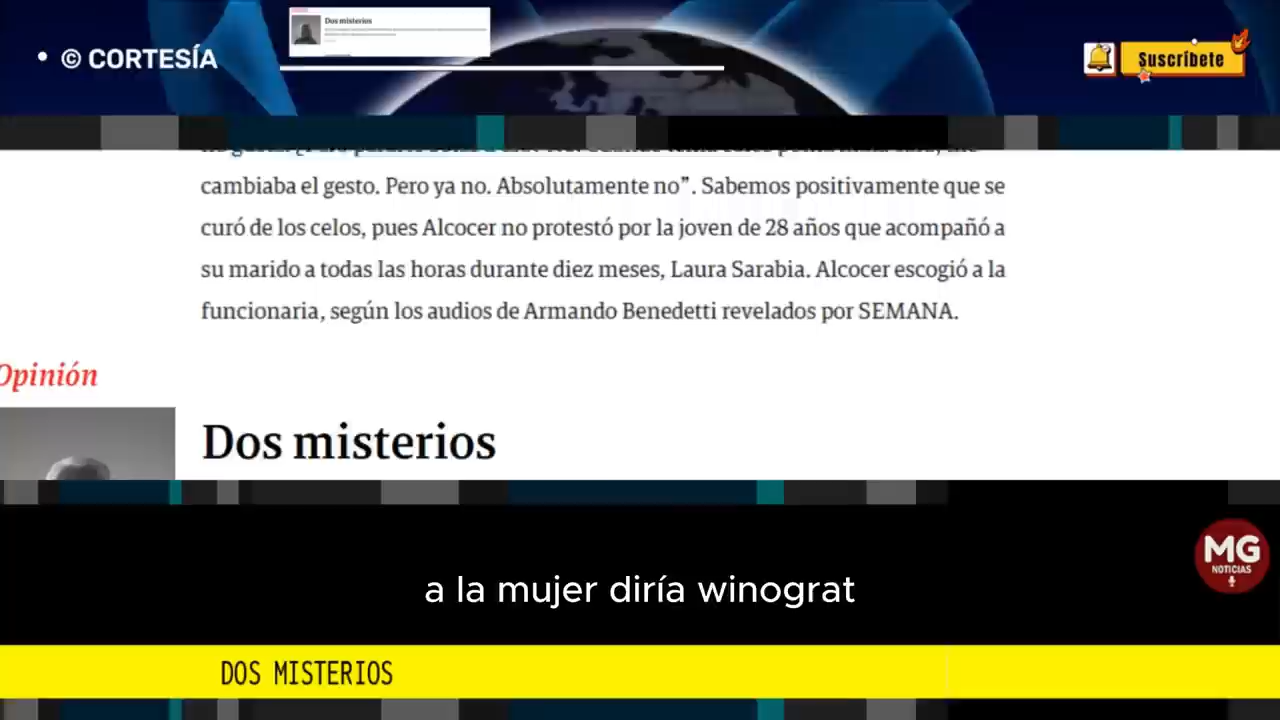 Dos misterios
• © CORTESÍA
Suscríbete
cambiaba el gesto. Pero ya no. Absolutamente no”. Sabemos positivamente que se
curó de los celos, pues Alcocer no protestó por la joven de 28 años que acompañó a
su marido a todas las horas durante diez meses, Laura Sarabia. Alcocer escogió a la
funcionaria, según los audios de Armando Benedetti revelados por SEMANA.
Opinión
Dos misterios
MG
NOTICIAS
a la mujer diría winograt
DOS MISTERIOS